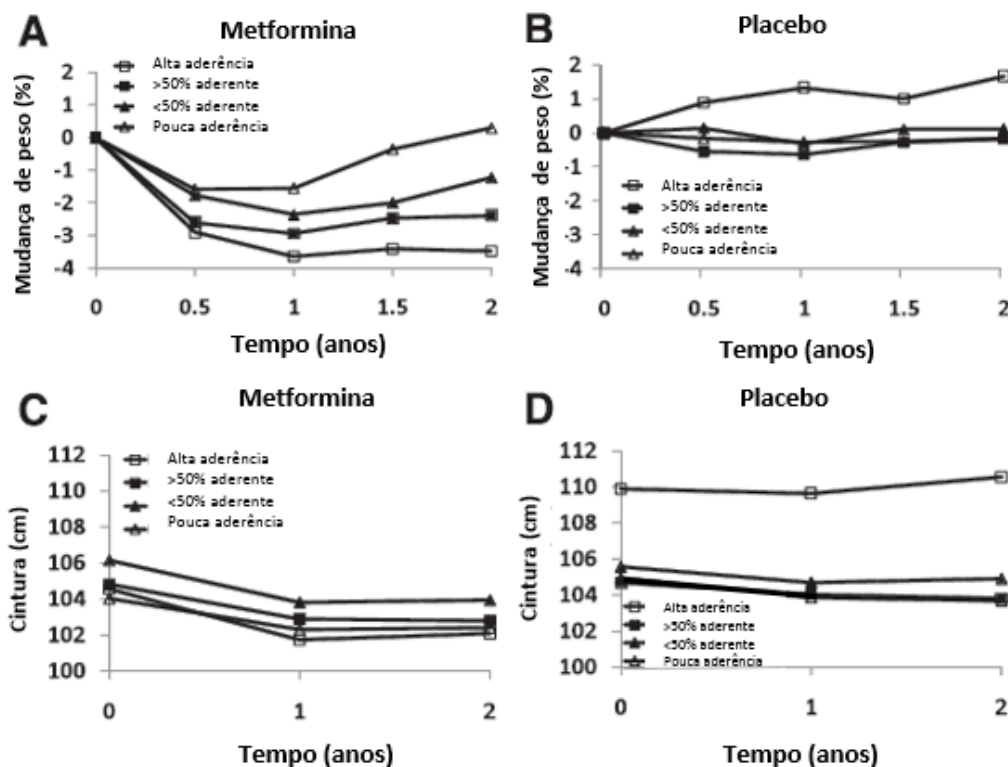 A
Metformina
Mudança de peso (%)
Alta aderência
>50% aderente
<50% aderente
Pouca aderência
2
1
0
-1
-2
-3
-4
0
0.5
1
1.5
2
Tempo (anos)
B
Placebo
Mudança de peso (%)
2
1
0
-1
-2
-3
-4
Alta aderência
>50% aderente
<50% aderente
Pouca aderência
0
0.5
1
1.5
2
Tempo (anos)
C
Metformina
Cintura (cm)
Alta aderência
>50% aderente
<50% aderente
Pouca aderência
112
110
108
106
104
102
100
0
1
2
Tempo (anos)
D
Placebo
Cintura (cm)
112
110
108
106
104
102
100
Alta aderência
>50% aderente
<50% aderente
Pouca aderência
0
1
2
Tempo (anos)